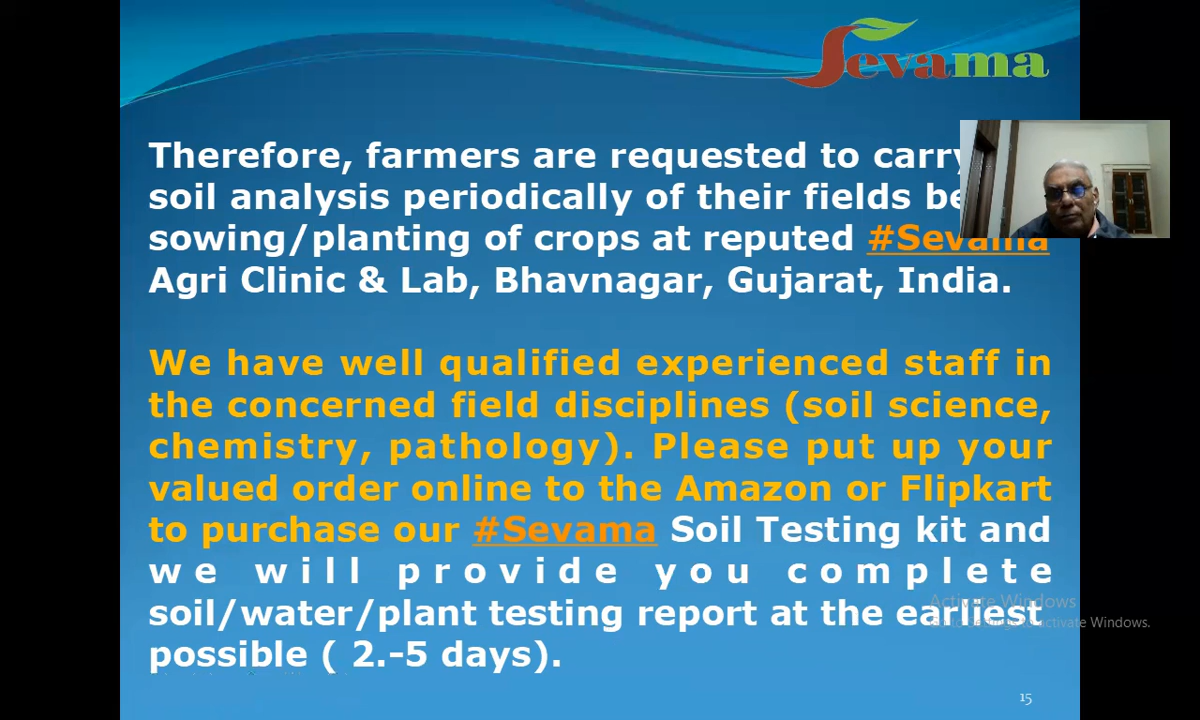 Sevama
Therefore, farmers are requested to carry
soil analysis periodically of their fields
sowing/planting of crops at reputed #Sevama
Agri Clinic & Lab, Bhavnagar, Gujarat, India.
We have well qualified experienced staff in
the concerned field disciplines (soil science,
chemistry, pathology). Please put up your
valued order online to the Amazon or Flipkart
to purchase our #Sevama Soil Testing kit and
we will provide you complete
soil/water/plant testing report at the earliest
possible ( 2.-5 days).
Activate Windows
Go to Settings to activate Windows.
15